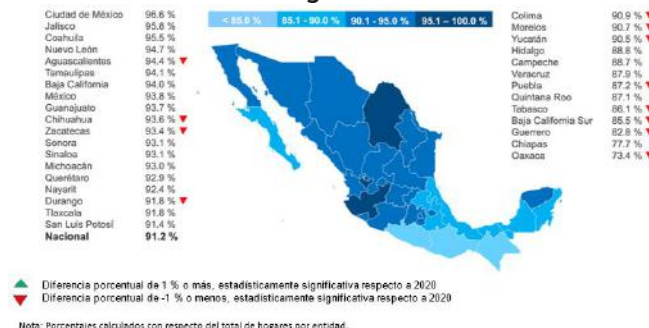 Ciudad de México 96.6 %
Jalisco 95.8 %
Coahuila 95.5 %
Nuevo León 94.7 %
Aguascalientes 94.4 % ▼
Tamaulipas 94.1 %
Baja California 94.0 %
México 93.8 %
Guanajuato 93.7 %
Chihuahua 93.6 % ▼
Zacatecas 93.4 % ▼
Sonora 93.1 %
Sinaloa 93.1 %
Michoacán 93.0 %
Querétaro 92.9 %
Nayarit 92.4 %
Durango 91.8 % ▼
Tlaxcala 91.8 %
San Luis Potosí 91.4 %
Nacional 91.2 %
< 85.0 % 85.1 - 90.0 % 90.1 - 95.0 % 95.1 – 100.0 %
Colima 90.9 % ▼
Morelos 90.7 % ▼
Yucatán 90.5 % ▼
Hidalgo 88.8 %
Campeche 88.7 %
Veracruz 87.9 %
Puebla 87.2 % ▼
Quintana Roo 87.1 %
Tabasco 86.1 % ▼
Baja California Sur 85.5 % ▼
Guerrero 82.8 % ▼
Chiapas 77.7 %
Oaxaca 73.4 % ▼
▲ Diferencia porcentual de 1 % o más, estadísticamente significativa respecto a 2020
▼ Diferencia porcentual de -1 % o menos, estadísticamente significativa respecto a 2020
Nota: Porcentajes calculados con respecto del total de hogares por entidad.